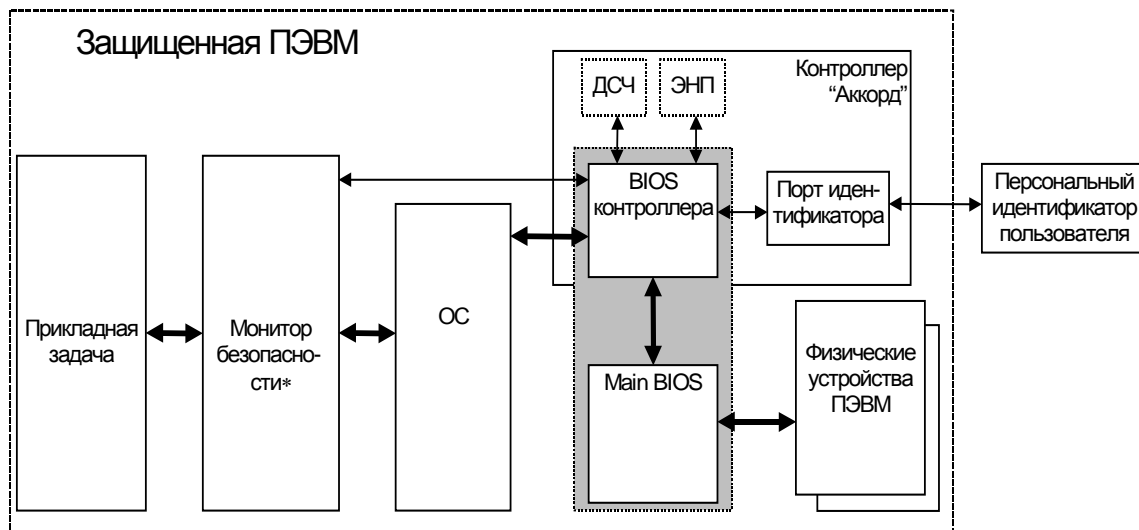 Защищенная ПЭВМ
Контроллер
“Аккорд”
ДСЧ
ЭНП
BIOS
контроллера
Порт иден-
тификатора
Персональный
идентификатор
пользователя
Прикладная
задача
Монитор
безопасно-
сти*
ОС
Main BIOS
Физические
устройства
ПЭВМ